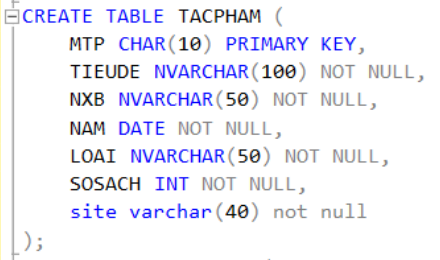 CREATE TABLE TACPHAM (
MTP CHAR(10) PRIMARY KEY,
TIEUDE NVARCHAR(100) NOT NULL,
NXB NVARCHAR(50) NOT NULL,
NAM DATE NOT NULL,
LOAI NVARCHAR(50) NOT NULL,
SOSACH INT NOT NULL,
site varchar(40) not null
);